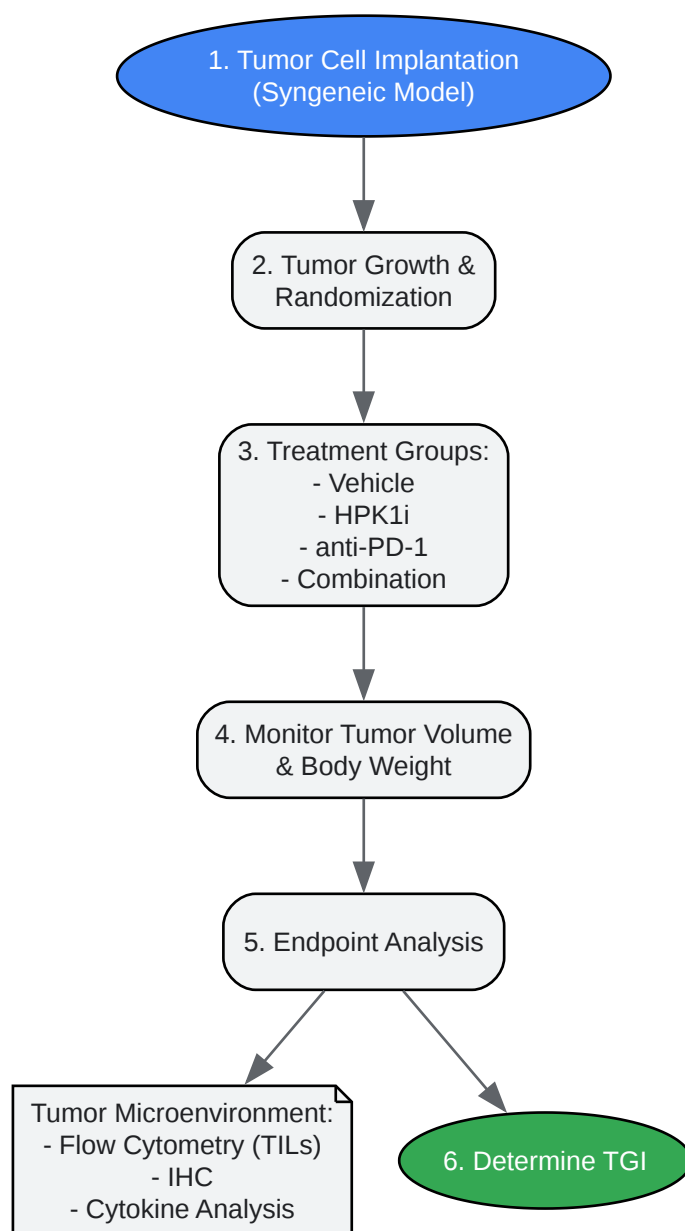 1. Tumor Cell Implantation
(Syngeneic Model)
2. Tumor Growth &
Randomization
3. Treatment Groups:
- Vehicle
- HPK1i
- anti-PD-1
- Combination
4. Monitor Tumor Volume
& Body Weight
5. Endpoint Analysis
Tumor Microenvironment:
- Flow Cytometry (TILs)
- IHC
- Cytokine Analysis
6. Determine TGI